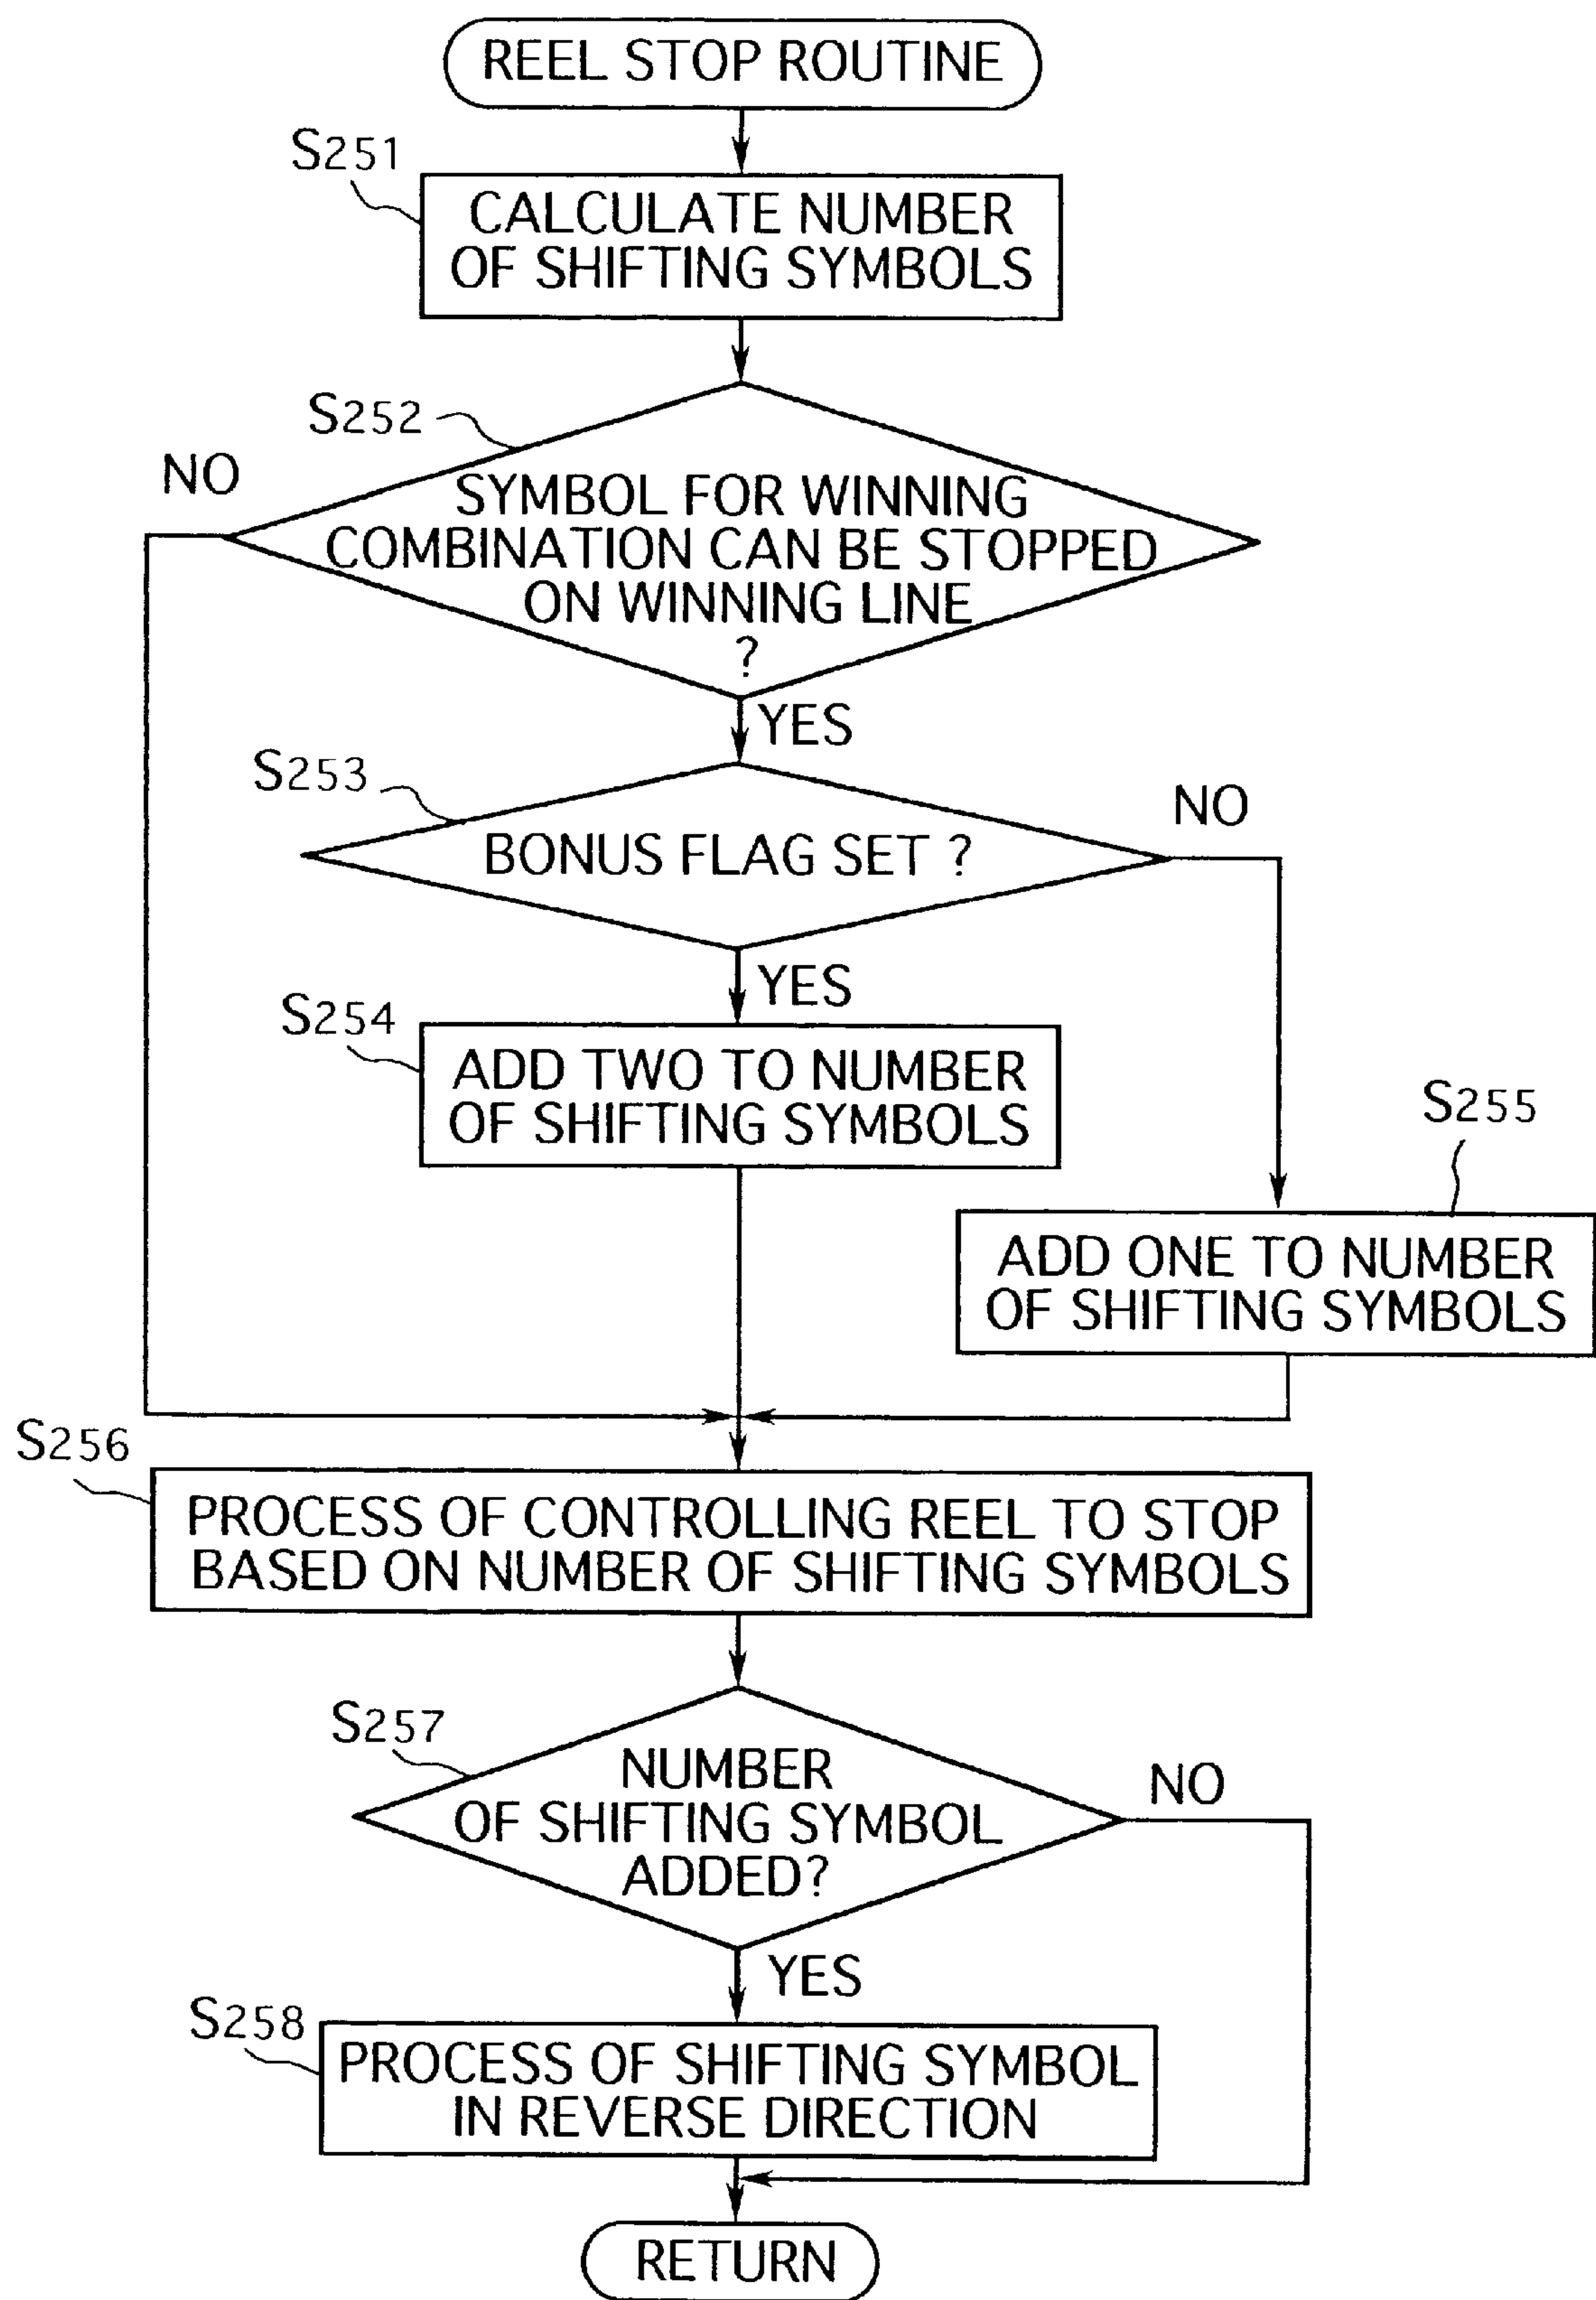 REEL STOP ROUTINE
S251
CALCULATE NUMBER
OF SHIFTING SYMBOLS
S252
NO
SYMBOL FOR WINNING
COMBINATION CAN BE STOPPED
ON WINNING LINE
?
YES
S253
NO
BONUS FLAG SET ?
YES
S254
ADD TWO TO NUMBER
OF SHIFTING SYMBOLS
S255
ADD ONE TO NUMBER
OF SHIFTING SYMBOLS
S256
PROCESS OF CONTROLLING REEL TO STOP
BASED ON NUMBER OF SHIFTING SYMBOLS
S257
NUMBER
OF SHIFTING SYMBOL
ADDED?
NO
YES
S258
PROCESS OF SHIFTING SYMBOL
IN REVERSE DIRECTION
RETURN